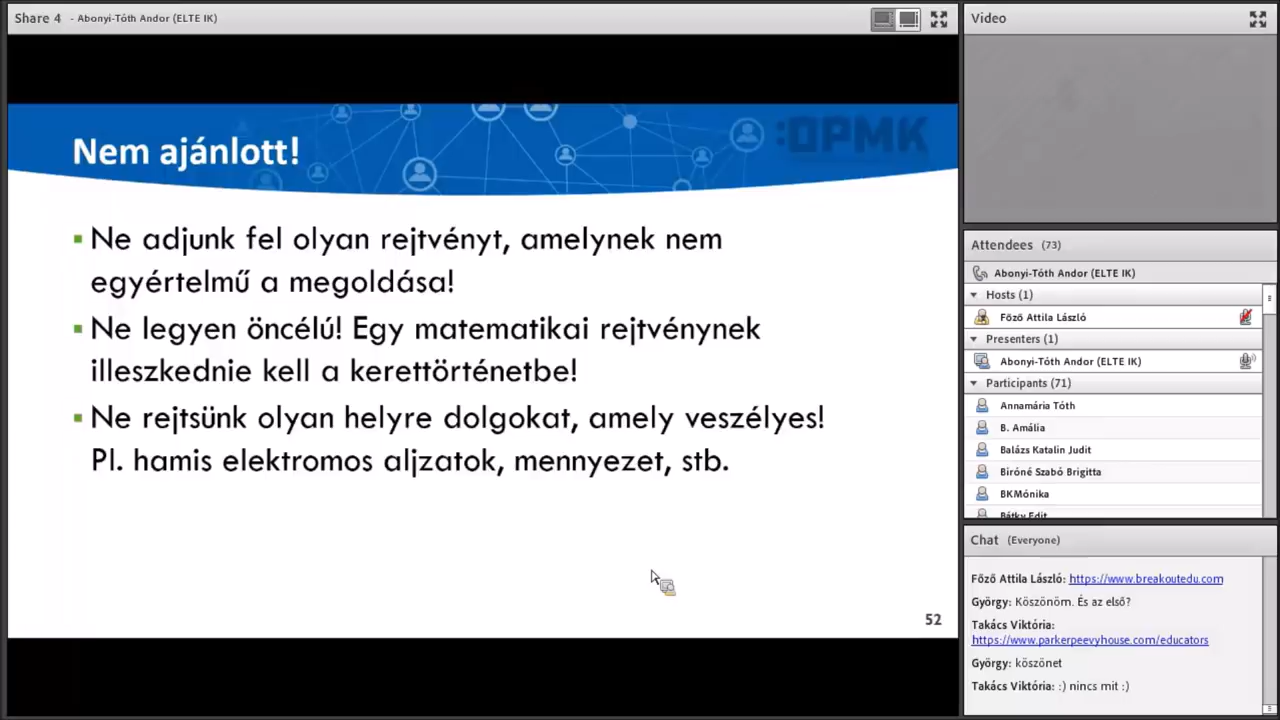 Share 4 - Abonyi-Tóth Andor (ELTE IK)
:OPMK
Nem ajánlott!
▪ Ne adjunk fel olyan rejtvényt, amelynek nem
egyértelmű a megoldása!
▪ Ne legyen öncélú! Egy matematikai rejtvénynek
illeszkednie kell a kerettörténetbe!
▪ Ne rejtsünk olyan helyre dolgokat, amely veszélyes!
Pl. hamis elektromos aljzatok, mennyezet, stb.
52
Video
Attendees (73)
Abonyi-Tóth Andor (ELTE IK)
Hosts (1)
Főző Attila László
Presenters (1)
Abonyi-Tóth Andor (ELTE IK)
Participants (71)
Annamária Tóth
B. Amália
Balázs Katalin Judit
Bíróné Szabó Brigitta
BKMónika
Bátky Edit
Chat (Everyone)
Főző Attila László: https://www.breakoutedu.com
György: Köszönöm. És az első?
Takács Viktória:
https://www.parkerpeevyhouse.com/educators
György: köszönet
Takács Viktória: :) nincs mit :)